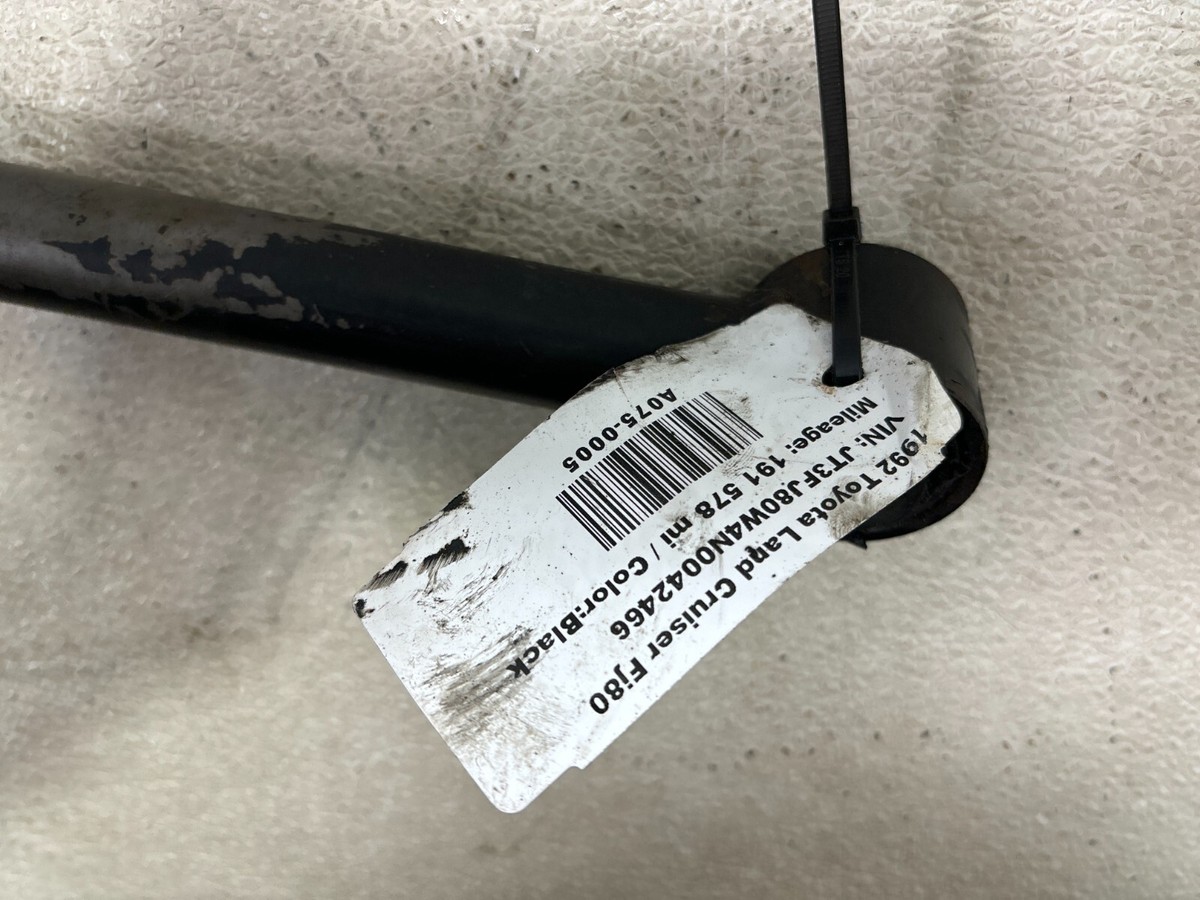 1992 Toyota Land Cruiser Fj80
VIN: JT3FJ80W4N0042466
Mileage: 191 578 mi / Color:Black
A075-0005